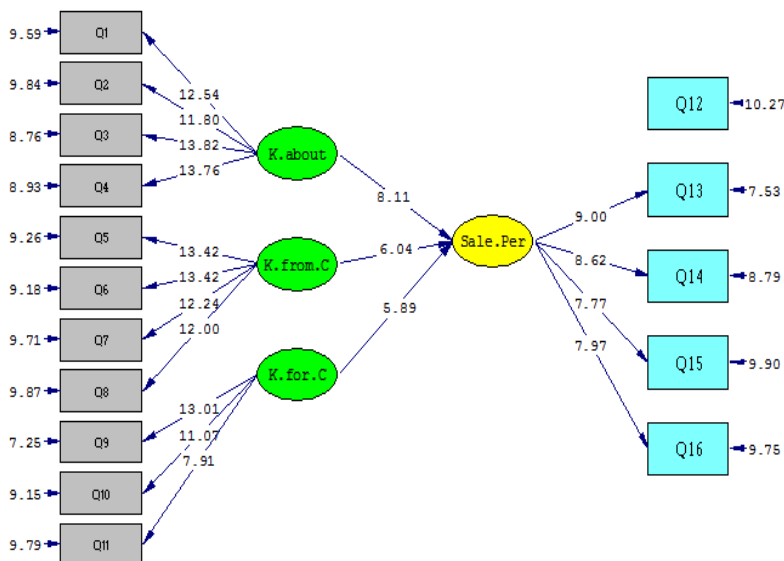 9.59 Q1
9.84 Q2
8.76 Q3
8.93 Q4
9.26 Q5
9.18 Q6
9.71 Q7
9.87 Q8
7.25 Q9
9.15 Q10
9.79 Q11
12.54
11.80
13.82
13.76
13.42
13.42
12.24
12.00
13.01
11.07
7.91
K.about
K.from.C
K.for.C
8.11
6.04
5.89
Sale.Per
9.00
8.62
7.77
7.97
Q12 10.27
Q13 7.53
Q14 8.79
Q15 9.90
Q16 9.75